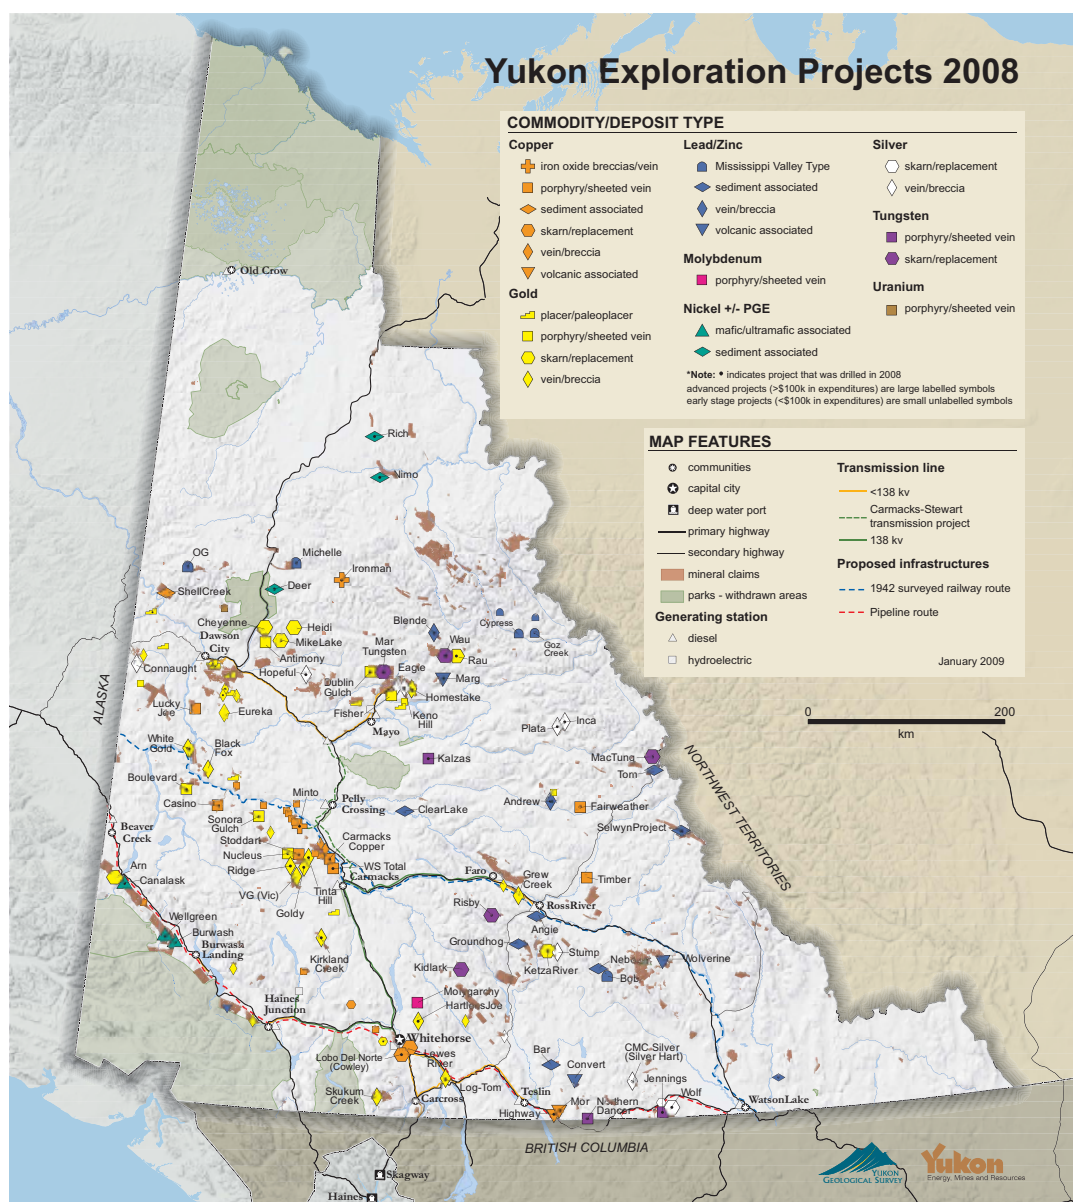 Yukon Exploration Projects 2008
COMMODITY/DEPOSIT TYPE
Copper
iron oxide breccias/vein
porphyry/sheeted vein
sediment associated
skarn/replacement
vein/breccia
volcanic associated
Gold
placer/paleoplacer
porphyry/sheeted vein
skarn/replacement
vein/breccia
Lead/Zinc
Mississippi Valley Type
sediment associated
vein/breccia
volcanic associated
Molybdenum
porphyry/sheeted vein
Nickel +/- PGE
mafic/ultramafic associated
sediment associated
Silver
skarn/replacement
vein/breccia
Tungsten
porphyry/sheeted vein
skarn/replacement
Uranium
porphyry/sheeted vein
*Note: • indicates project that was drilled in 2008
advanced projects (>$100k in expenditures) are large labelled symbols
early stage projects (<$100k in expenditures) are small unlabelled symbols
MAP FEATURES
communities
capital city
deep water port
primary highway
secondary highway
mineral claims
parks - withdrawn areas
Generating station
diesel
hydroelectric
Transmission line
<138 kv
Carmacks-Stewart
transmission project
138 kv
Proposed infrastructures
1942 surveyed railway route
Pipeline route
January 2009
0
200
km
Old Crow
Rich
Nimo
OG
Michelle
Ironman
ShellCreek
Deer
Cheyenne
Heidi
Dawson
City
MikeLake
Antimony
Connaught
Hopeful
Blende
Cypress
Goz
Creek
Mar
Tungsten
Wau
Rau
Eagle
Marg
Dublin
Gulch
Homestake
Fisher
Keno
Hill
Mayo
Lucky
Joe
Eureka
Plata
Inca
ALASKA
White
Gold
Black
Fox
Kalzas
MacTung
Tom
NORTHWEST TERRITORIES
Boulevard
Casino
Minto
Pelly
Crossing
ClearLake
Andrew
Fairweather
SelwynProject
Sonora
Gulch
Stoddart
Beaver
Creek
Carmacks
Copper
Nucleus
Ridge
WS Total
Carmacks
VG (Vic)
Tinta
Hill
Goldy
Arn
Canalask
Faro
Grew
Creek
Timber
RossRiver
Risby
Angie
Wellgreen
Burwash
Burwash
Landing
Groundhog
Stump
KetzaRiver
Nebocat
Wolverine
Bob
Kirkland
Creek
Kidlark
Molygarchy
HartlessJoe
Haines
Junction
Whitehorse
Lobo Del Norte
(Cowley)
Lewes
River
Bar
Convert
CMC-Silver
(Silver Hart)
Jennings
Skukum
Creek
Log-Tom
Carcross
Teslin
Highway
Mor
Northern
Dancer
Wolf
WatsonLake
BRITISH COLUMBIA
Skagway
Haines
YUKON
GEOLOGICAL SURVEY
Yukon
Energy, Mines and Resources